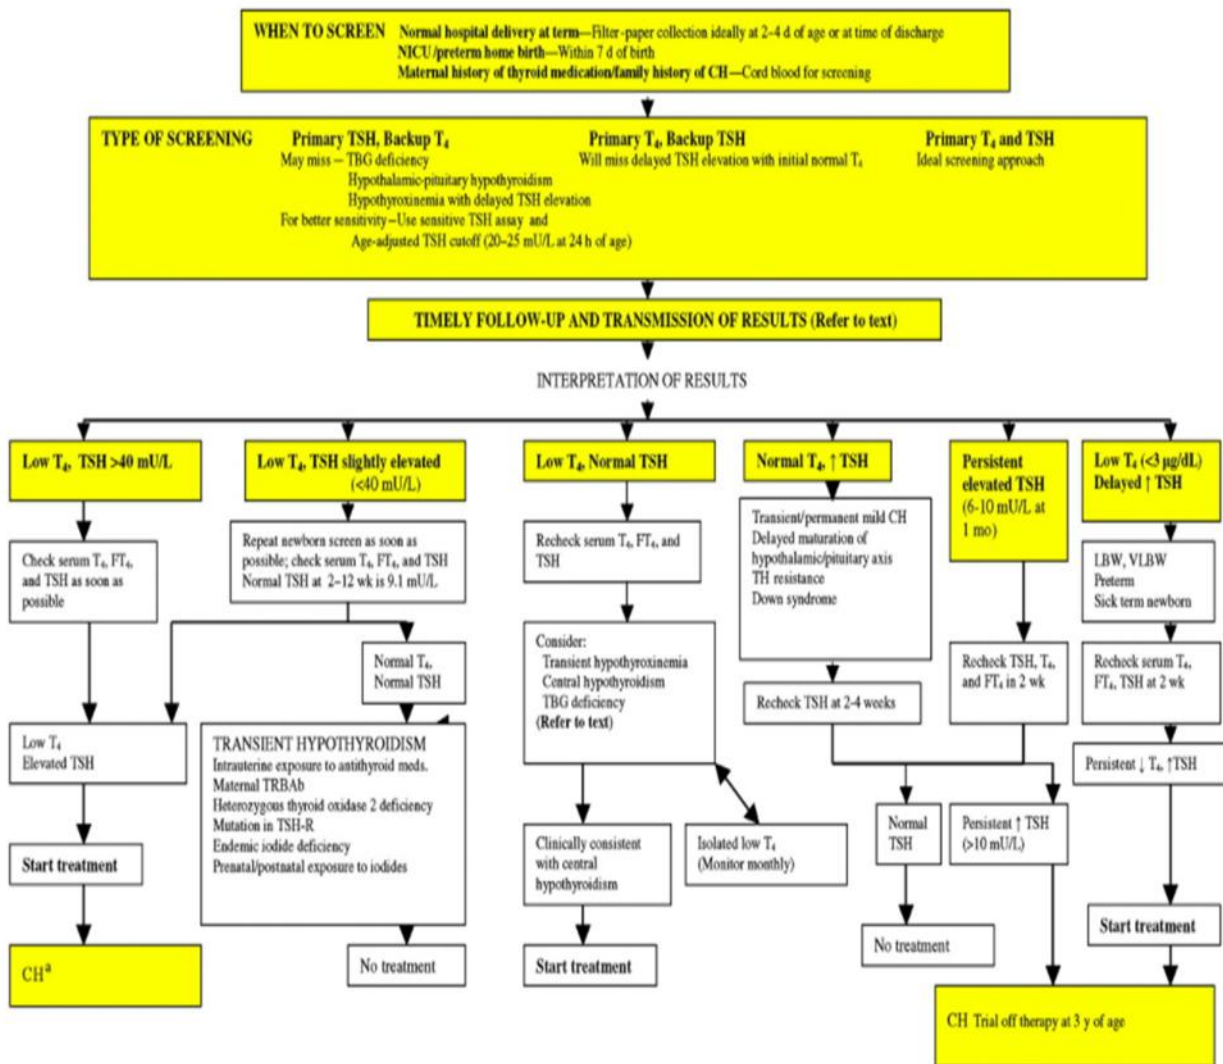 WHEN TO SCREEN Normal hospital delivery at term—Filter-paper collection ideally at 2–4 d of age or at time of discharge
NICU/preterm home birth—Within 7 d of birth
Maternal history of thyroid medication/family history of CH—Cord blood for screening
TYPE OF SCREENING
Primary TSH, Backup T₄
May miss – TBG deficiency
Hypothalamic-pituitary hypothyroidism
Hypothyroxinemia with delayed TSH elevation
For better sensitivity–Use sensitive TSH assay and
Age-adjusted TSH cutoff (20–25 mU/L at 24 h of age)
Primary T₄, Backup TSH
Will miss delayed TSH elevation with initial normal T₄
Primary T₄ and TSH
Ideal screening approach
TIMELY FOLLOW-UP AND TRANSMISSION OF RESULTS (Refer to text)
INTERPRETATION OF RESULTS
Low T₄, TSH >40 mU/L
Check serum T₄, FT₄,
and TSH as soon as
possible
Low T₄, TSH slightly elevated
(<40 mU/L)
Repeat newborn screen as soon as
possible; check serum T₄, FT₄, and TSH
Normal TSH at 2–12 wk is 9.1 mU/L
Normal T₄,
Normal TSH
Low T₄
Elevated TSH
Start treatment
CHᵃ
TRANSIENT HYPOTHYROIDISM
Intrauterine exposure to antithyroid meds.
Maternal TRBAb
Heterozygous thyroid oxidase 2 deficiency
Mutation in TSH-R
Endemic iodide deficiency
Prenatal/postnatal exposure to iodides
No treatment
Low T₄, Normal TSH
Recheck serum T₄, FT₄, and
TSH
Consider:
Transient hypothyroxinemia
Central hypothyroidism
TBG deficiency
(Refer to text)
Clinically consistent
with central
hypothyroidism
Start treatment
Isolated low T₄
(Monitor monthly)
Normal T₄, ↑ TSH
Transient/permanent mild CH
Delayed maturation of
hypothalamic/pituitary axis
TH resistance
Down syndrome
Recheck TSH at 2-4 weeks
Persistent
elevated TSH
(6-10 mU/L at
1 mo)
Recheck TSH, T₄,
and FT₄ in 2 wk
Normal
TSH
No treatment
Persistent ↑ TSH
(>10 mU/L)
Low T₄ (<3 µg/dL)
Delayed ↑ TSH
LBW, VLBW
Preterm
Sick term newborn
Recheck serum T₄,
FT₄, TSH at 2 wk
Persistent ↓ T₄, ↑TSH
Start treatment
CH Trial off therapy at 3 y of age